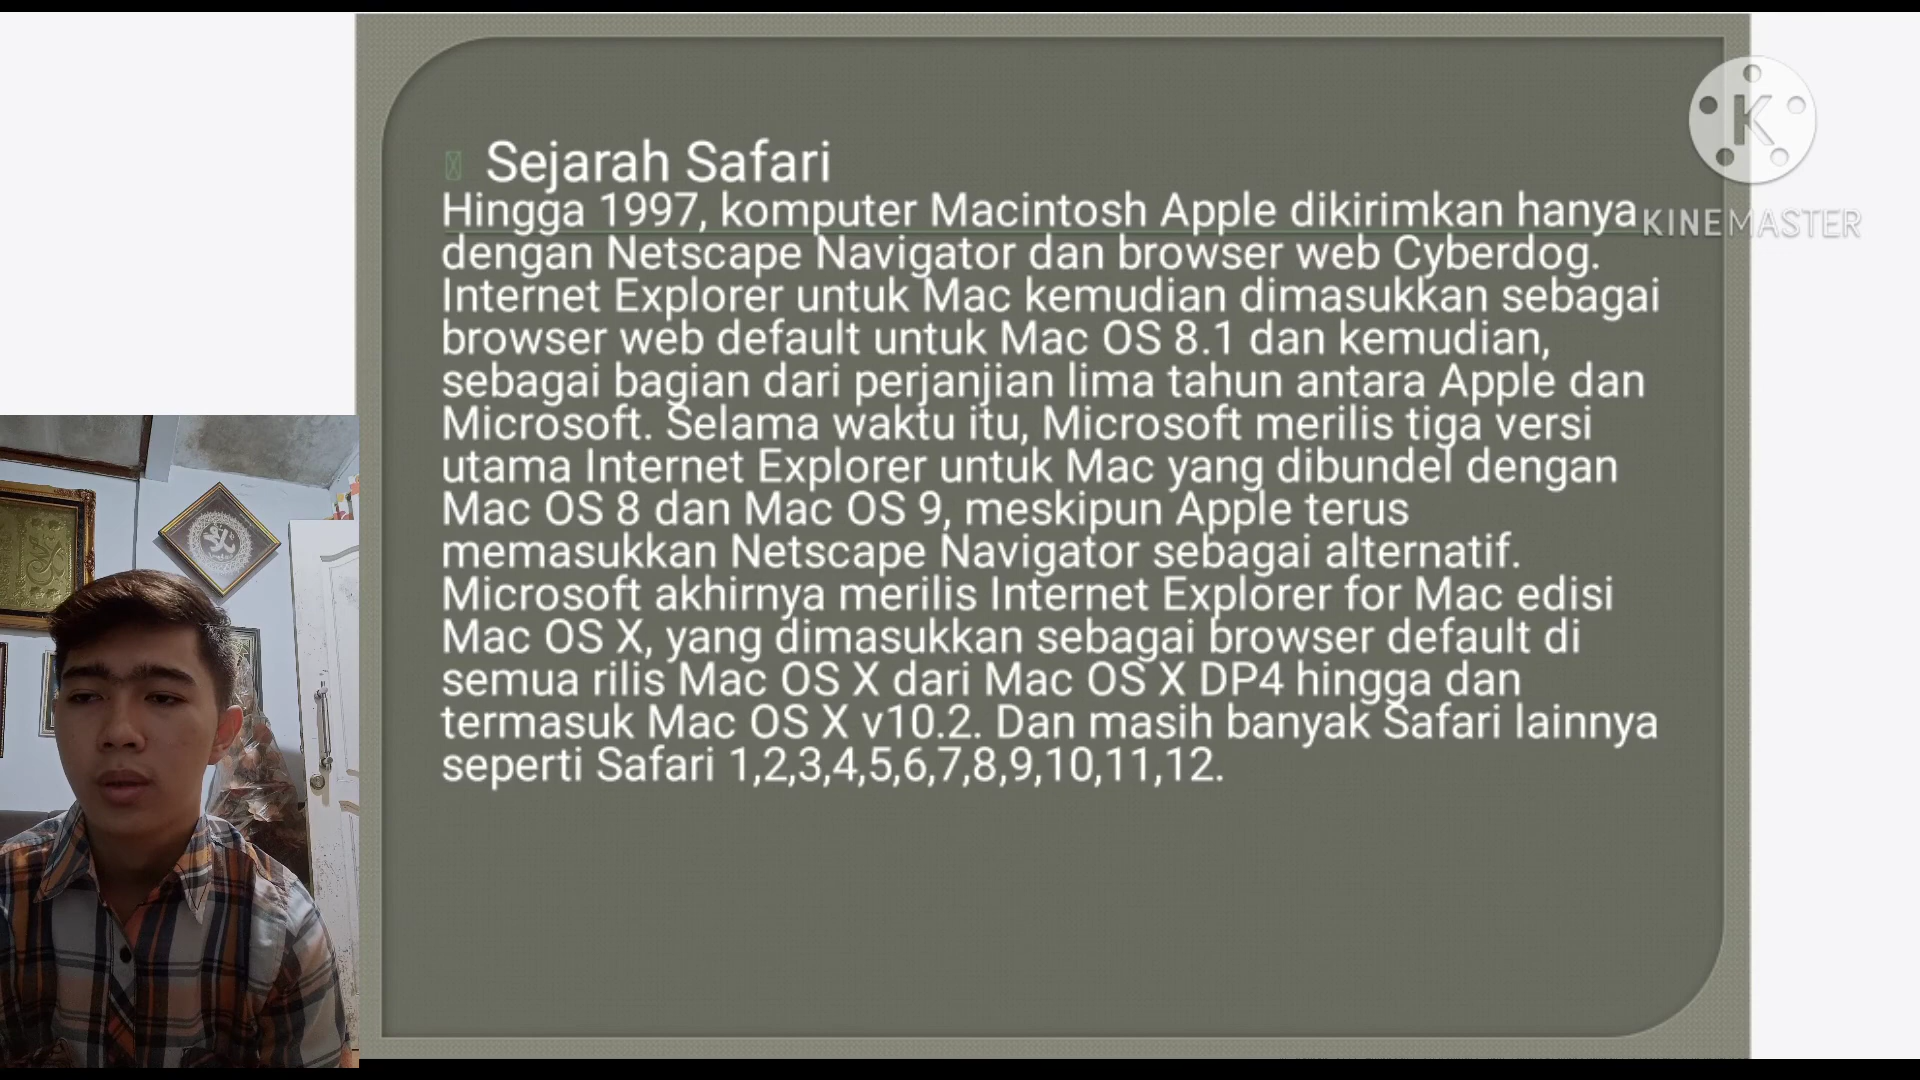 Sejarah Safari
Hingga 1997, komputer Macintosh Apple dikirimkan hanya
dengan Netscape Navigator dan browser web Cyberdog.
Internet Explorer untuk Mac kemudian dimasukkan sebagai
browser web default untuk Mac OS 8.1 dan kemudian,
sebagai bagian dari perjanjian lima tahun antara Apple dan
Microsoft. Selama waktu itu, Microsoft merilis tiga versi
utama Internet Explorer untuk Mac yang dibundel dengan
Mac OS 8 dan Mac OS 9, meskipun Apple terus
memasukkan Netscape Navigator sebagai alternatif.
Microsoft akhirnya merilis Internet Explorer for Mac edisi
Mac OS X, yang dimasukkan sebagai browser default di
semua rilis Mac OS X dari Mac OS X DP4 hingga dan
termasuk Mac OS X v10.2. Dan masih banyak Safari lainnya
seperti Safari 1,2,3,4,5,6,7,8,9,10,11,12.
K
KINEMASTER